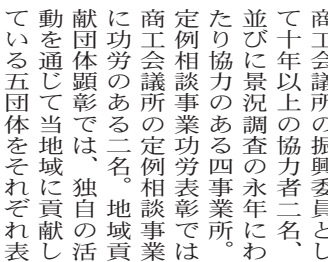 商工会議所の振興委員とし
て十年以上の協力者二名、
並びに景況調査の永年にわ
たり協力のある四事業所。
定例相談事業功労表彰では
商工会議所の定例相談事業
に功労のある二名。地域貢
献団体顕彰では、独自の活
動を通じて当地域に貢献し
ている五団体をそれぞれ表